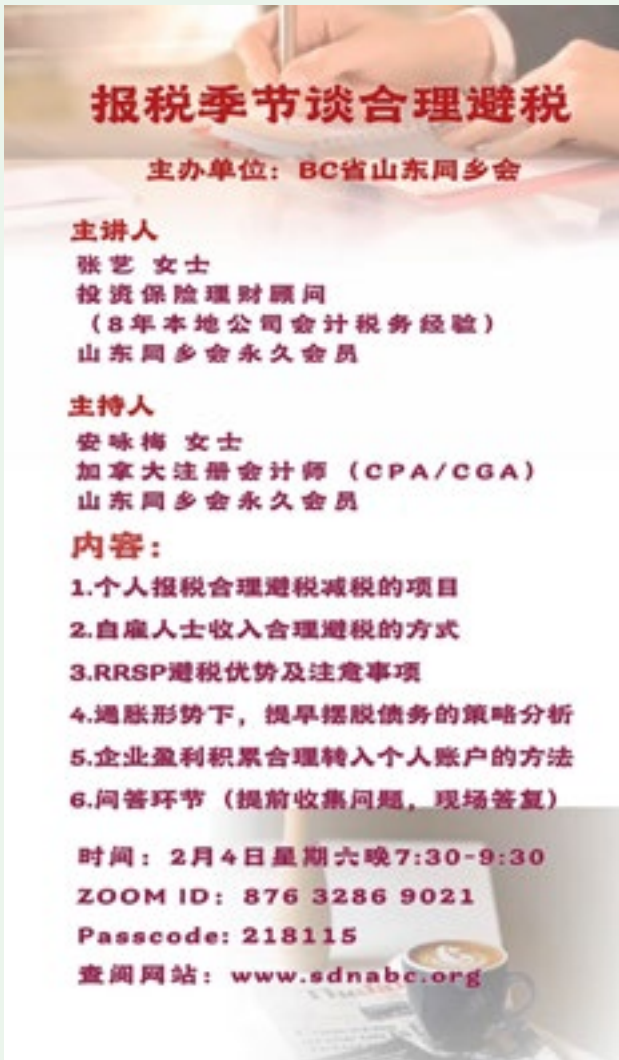 报税季节谈合理避税
主办单位：BC省山东同乡会
主讲人
张艺 女士
投资保险理财顾问
（8年本地公司会计税务经验）
山东同乡会永久会员
主持人
安咏梅 女士
加拿大注册会计师（CPA/CGA）
山东同乡会永久会员
内容：
1.个人报税合理避税减税的项目
2.自雇人士收入合理避税的方式
3.RRSP避税优势及注意事项
4.通胀形势下，提早摆脱债务的策略分析
5.企业盈利积累合理转入个人账户的方法
6.问答环节（提前收集问题，现场答复）
时间：2月4日星期六晚7:30-9:30
ZOOM ID：876 3286 9021
Passcode: 218115
查阅网站：www.sdnabc.org